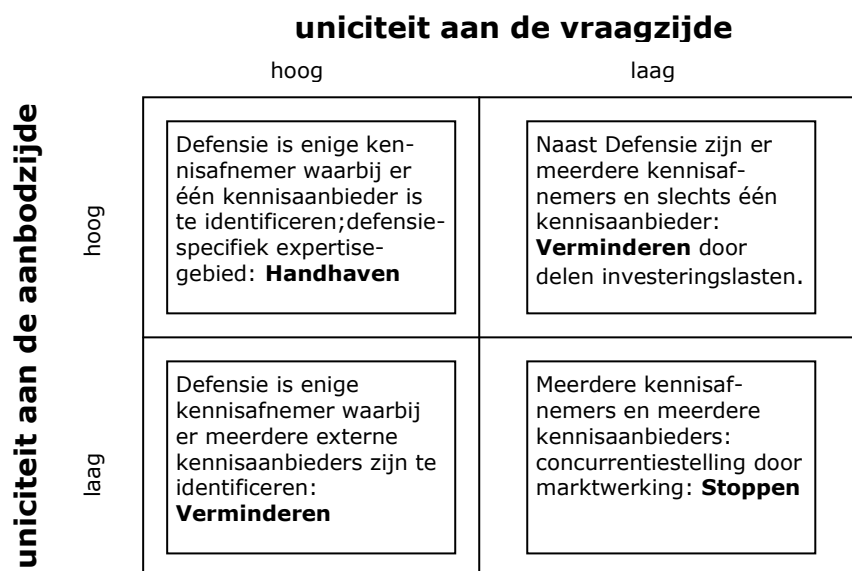 uniciteit aan de vraagzijde
hoog
laag
uniciteit aan de aanbodzijde
hoog
Defensie is enige ken-
nisafnemer waarbij er
één kennisaanbieder is
te identificeren;defensie-
specifiek expertise-
gebied: Handhaven
Naast Defensie zijn er
meerdere kennisaf-
nemers en slechts één
kennisaanbieder:
Verminderen door
delen investeringslasten.
laag
Defensie is enige
kennisafnemer waarbij
er meerdere externe
kennisaanbieders zijn te
identificeren:
Verminderen
Meerdere kennisaf-
nemers en meerdere
kennisaanbieders:
concurrentiestelling door
marktwerking: Stoppen